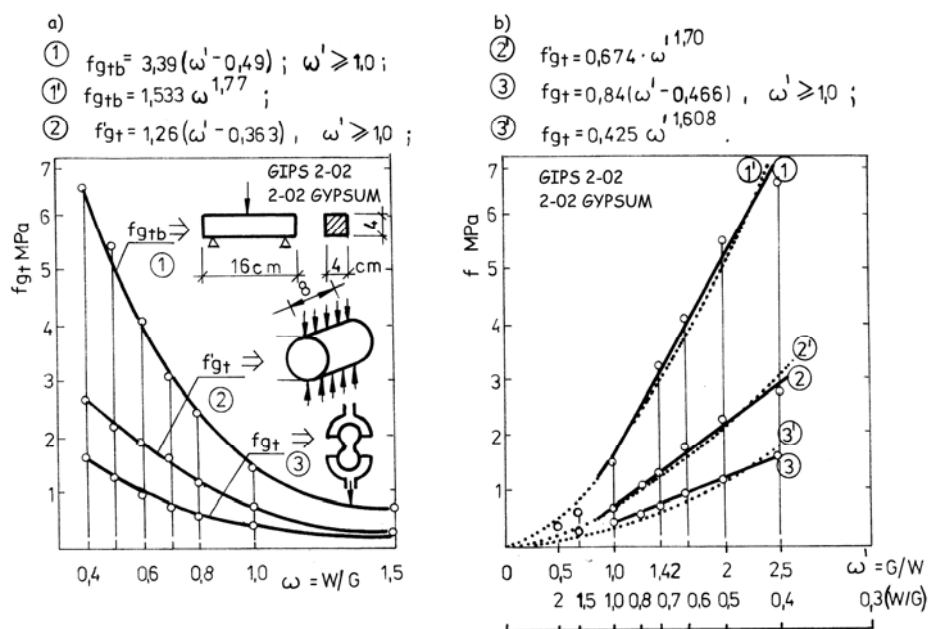 a)
① fgtb = 3,39(ω' - 0,49) ; ω' ⩾ 1,0 ;
①' fgtb = 1,533 ω'^1,77 ;
② f'gt = 1,26(ω' - 0,363) , ω' ⩾ 1,0 ;
b)
②' f'gt = 0,674 · ω'^1,70
③ fgt = 0,84(ω' - 0,466) , ω' ⩾ 1,0 ;
③' fgt = 0,425 ω'^1,608 .
7
6
5
4
3
2
1
fgt MPa
GIPS 2-02
2-02 GYPSUM
fgtb ⇒
①
16cm
4
cm
4
8
f'gt ⇒
②
fgt ⇒
③
0,4 0,6 0,8 1,0 ω = W/G 1,5
7
6
5
4
3
2
1
f MPa
GIPS 2-02
2-02 GYPSUM
①' ①
②'
②
③'
③
0 0,5 1,0 1,42 2,0 2,5 ω' = G/W
2 1,5 1,0 0,8 0,7 0,6 0,5 0,4 0,3 (W/G)